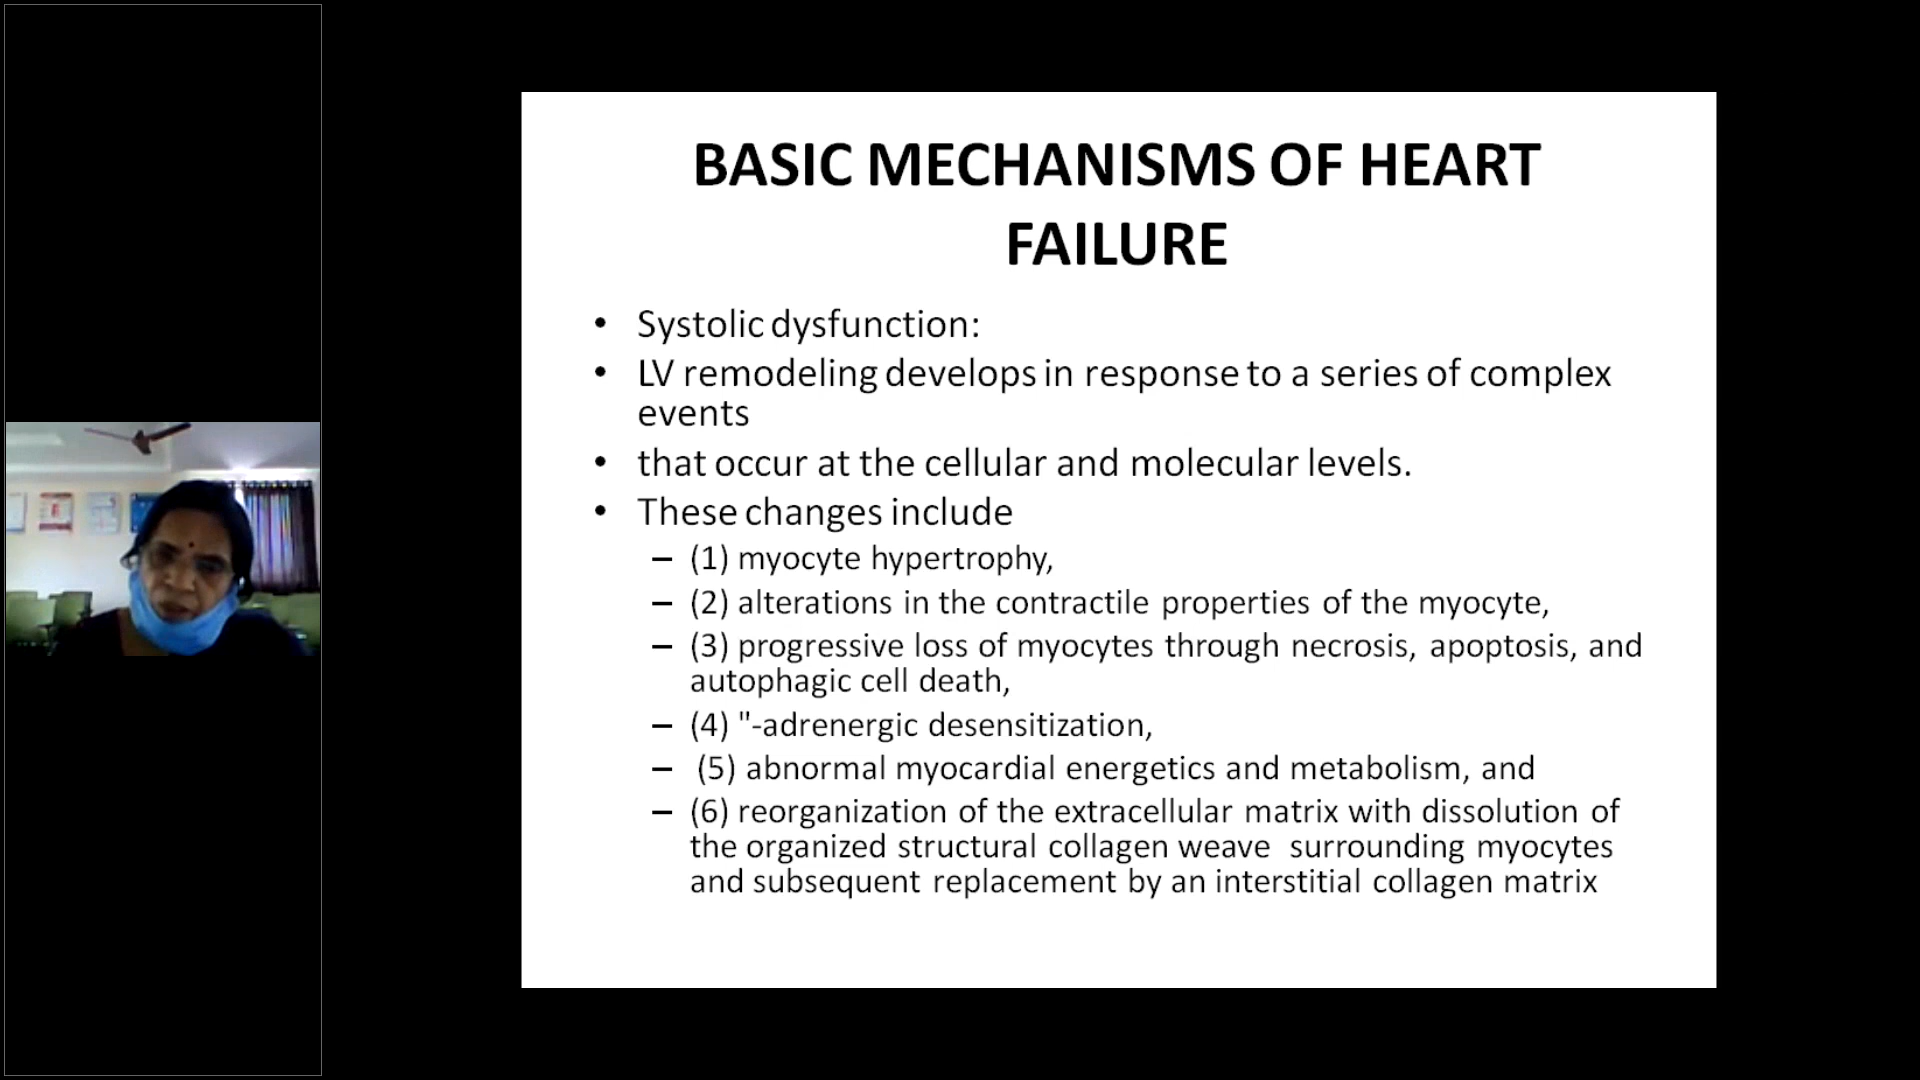 BASIC MECHANISMS OF HEART
FAILURE
• Systolic dysfunction:
• LV remodeling develops in response to a series of complex
events
• that occur at the cellular and molecular levels.
• These changes include
– (1) myocyte hypertrophy,
– (2) alterations in the contractile properties of the myocyte,
– (3) progressive loss of myocytes through necrosis, apoptosis, and
autophagic cell death,
– (4) "-adrenergic desensitization,
– (5) abnormal myocardial energetics and metabolism, and
– (6) reorganization of the extracellular matrix with dissolution of
the organized structural collagen weave surrounding myocytes
and subsequent replacement by an interstitial collagen matrix